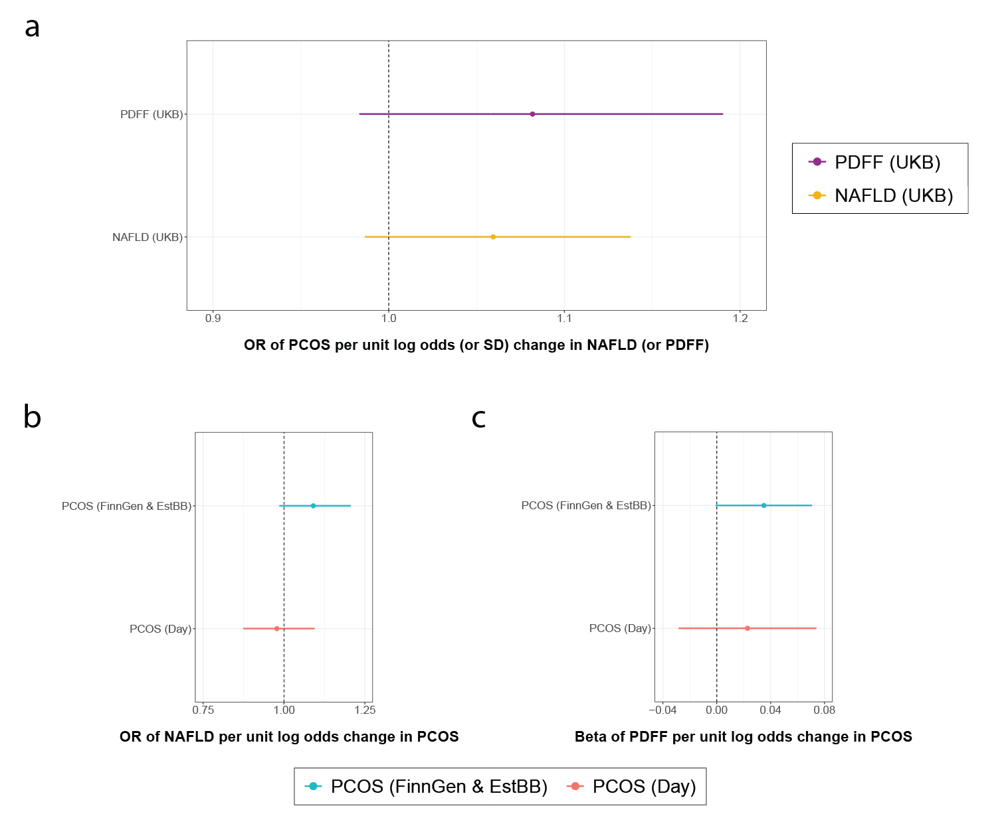 a
PDFF (UKB)
NAFLD (UKB)
0.9 1.0 1.1 1.2
OR of PCOS per unit log odds (or SD) change in NAFLD (or PDFF)
PDFF (UKB)
NAFLD (UKB)
b
PCOS (FinnGen & EstBB)
PCOS (Day)
0.75 1.00 1.25
OR of NAFLD per unit log odds change in PCOS
c
PCOS (FinnGen & EstBB)
PCOS (Day)
−0.04 0.00 0.04 0.08
Beta of PDFF per unit log odds change in PCOS
PCOS (FinnGen & EstBB) PCOS (Day)